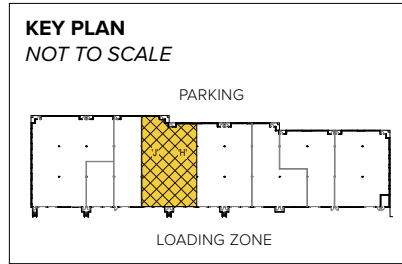 KEY PLAN
NOT TO SCALE
PARKING
'J' 'H'
LOADING ZONE